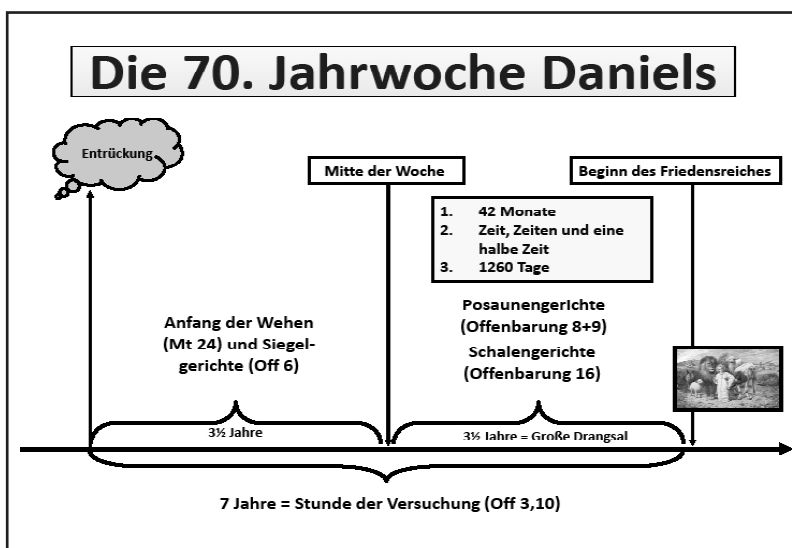 Die 70. Jahrwoche Daniels
Entrückung
Mitte der Woche
Beginn des Friedensreiches
1. 42 Monate
2. Zeit, Zeiten und eine
halbe Zeit
3. 1260 Tage
Anfang der Wehen
(Mt 24) und Siegel-
gerichte (Off 6)
Posaunengerichte
(Offenbarung 8+9)
Schalengerichte
(Offenbarung 16)
3½ Jahre
3½ Jahre = Große Drangsal
7 Jahre = Stunde der Versuchung (Off 3,10)